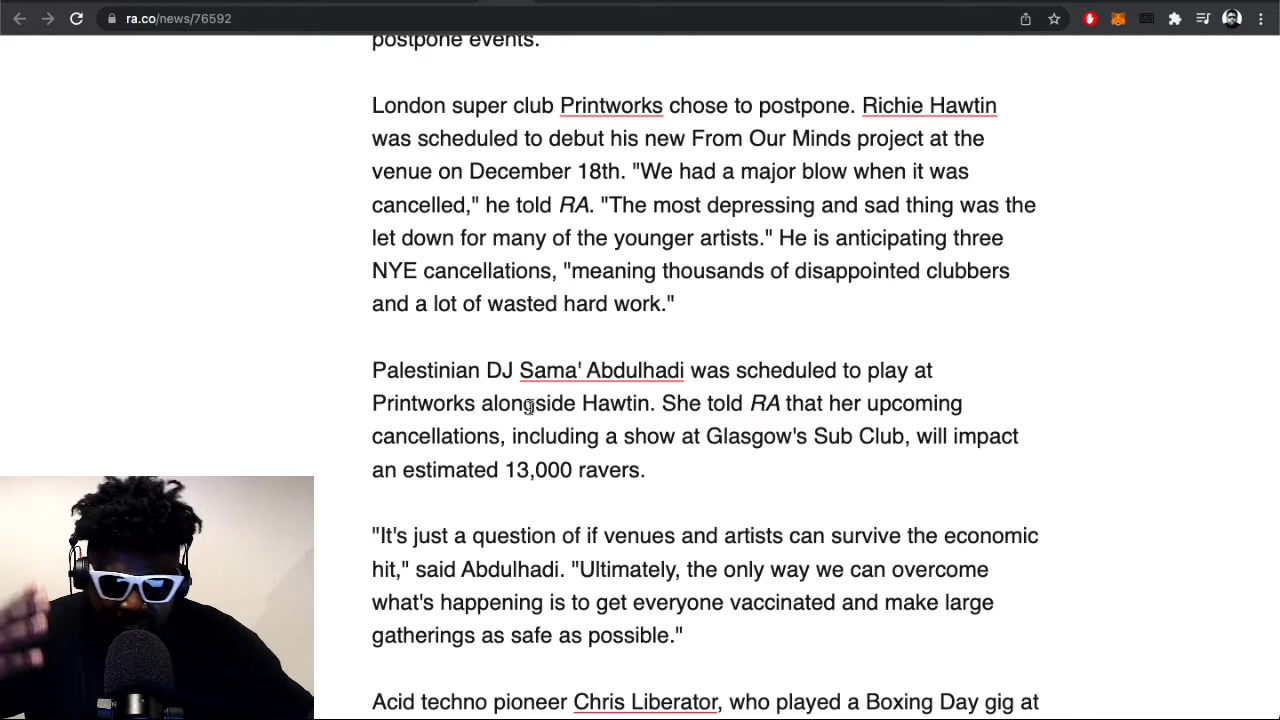 ra.co/news/76592
postpone events.
London super club Printworks chose to postpone. Richie Hawtin
was scheduled to debut his new From Our Minds project at the
venue on December 18th. "We had a major blow when it was
cancelled," he told RA. "The most depressing and sad thing was the
let down for many of the younger artists." He is anticipating three
NYE cancellations, "meaning thousands of disappointed clubbers
and a lot of wasted hard work."
Palestinian DJ Sama' Abdulhadi was scheduled to play at
Printworks alongside Hawtin. She told RA that her upcoming
cancellations, including a show at Glasgow's Sub Club, will impact
an estimated 13,000 ravers.
"It's just a question of if venues and artists can survive the economic
hit," said Abdulhadi. "Ultimately, the only way we can overcome
what's happening is to get everyone vaccinated and make large
gatherings as safe as possible."
Acid techno pioneer Chris Liberator, who played a Boxing Day gig at